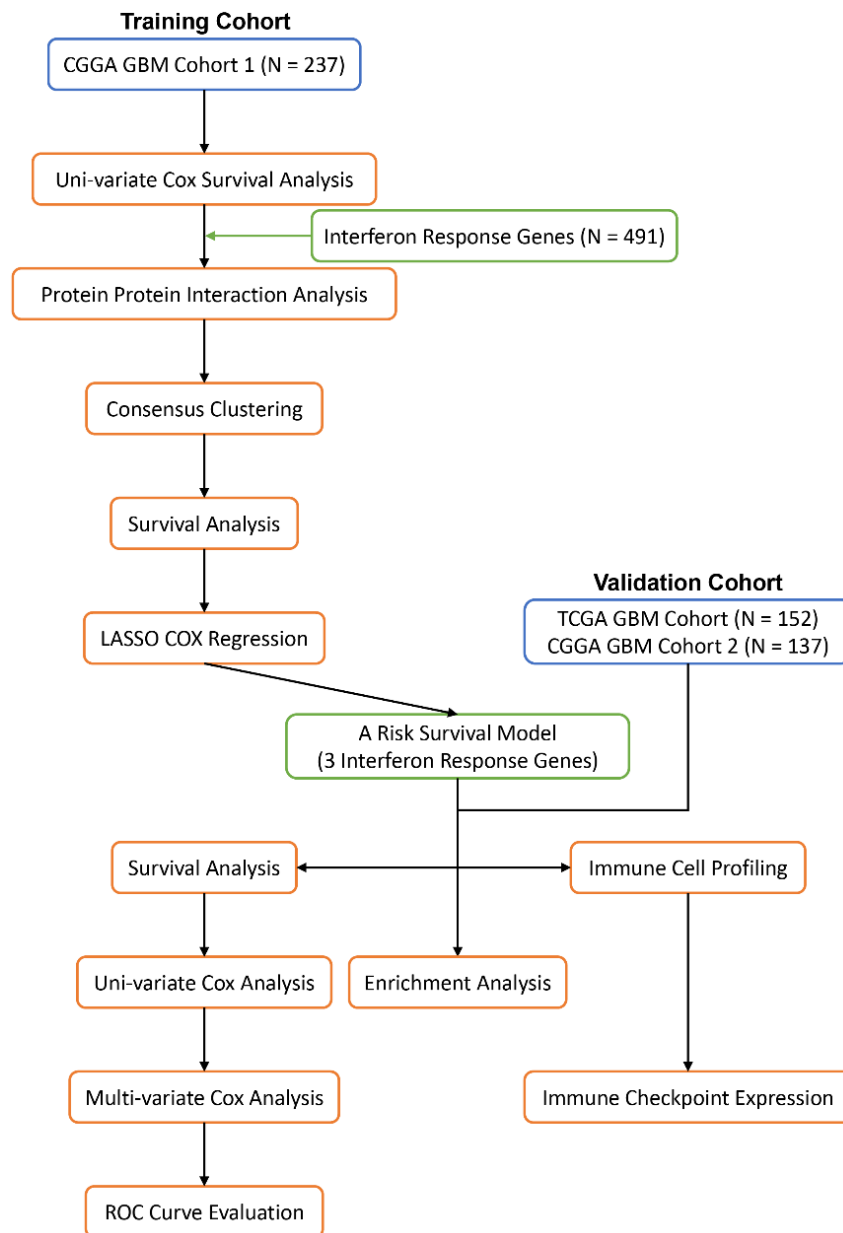 Training Cohort
CGGA GBM Cohort 1 (N = 237)
Uni-variate Cox Survival Analysis
Interferon Response Genes (N = 491)
Protein Protein Interaction Analysis
Consensus Clustering
Survival Analysis
Validation Cohort
TCGA GBM Cohort (N = 152)
CGGA GBM Cohort 2 (N = 137)
LASSO COX Regression
A Risk Survival Model
(3 Interferon Response Genes)
Survival Analysis
Immune Cell Profiling
Uni-variate Cox Analysis
Enrichment Analysis
Multi-variate Cox Analysis
Immune Checkpoint Expression
ROC Curve Evaluation